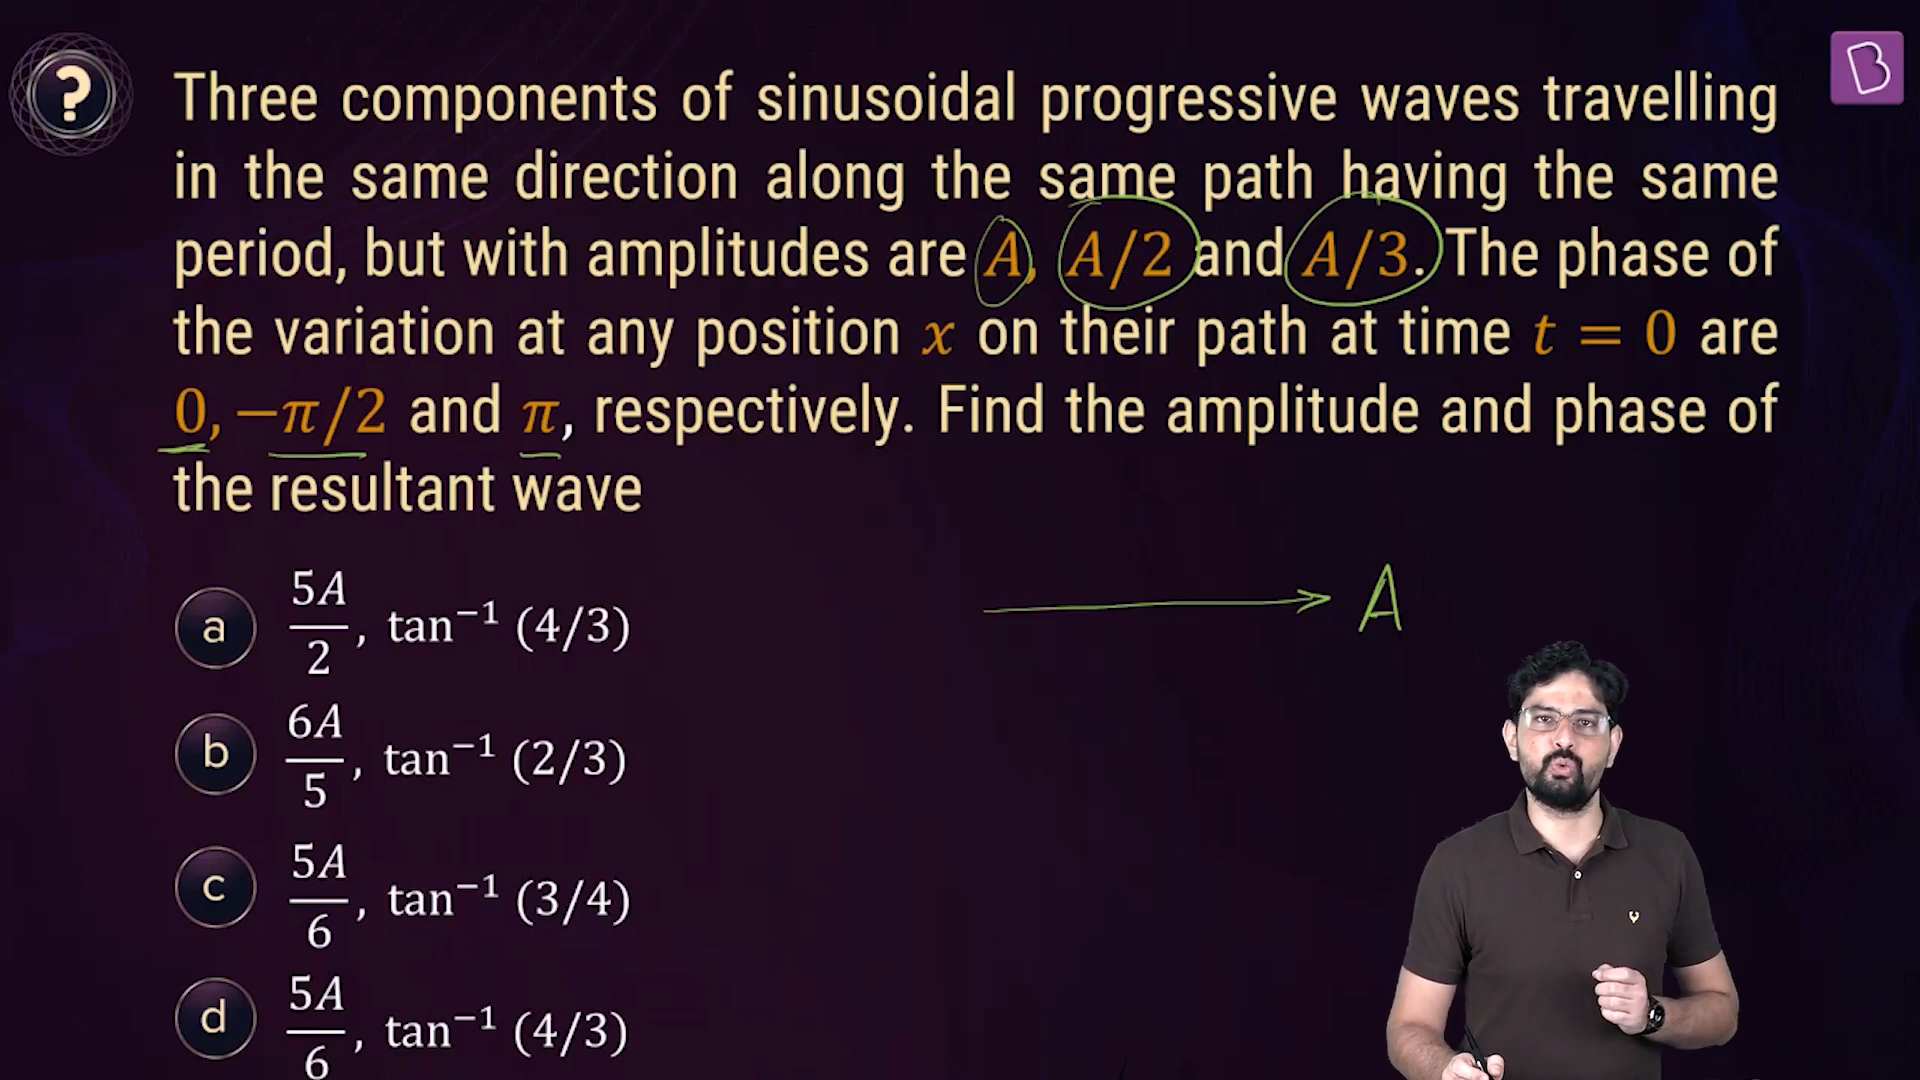 ?
Three components of sinusoidal progressive waves travelling
in the same direction along the same path having the same
period, but with amplitudes are A, A/2 and A/3. The phase of
the variation at any position x on their path at time t = 0 are
0, −π/2 and π, respectively. Find the amplitude and phase of
the resultant wave
a 5A/2, tan⁻¹ (4/3)
A
b 6A/5, tan⁻¹ (2/3)
c 5A/6, tan⁻¹ (3/4)
d 5A/6, tan⁻¹ (4/3)
B